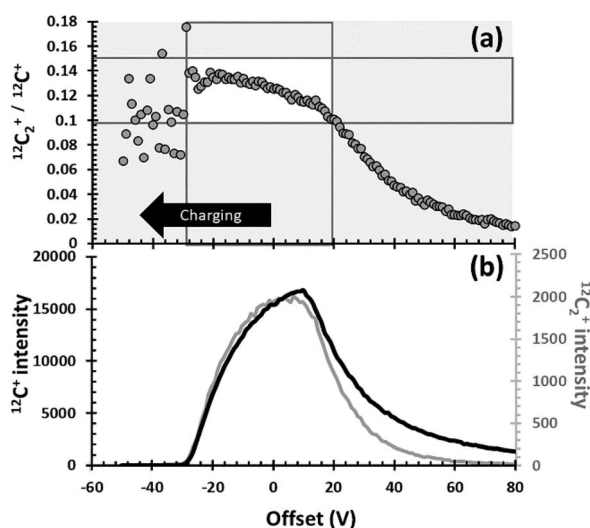 (a)
¹²C₂⁺ / ¹²C⁺
0.18
0.16
0.14
0.12
0.1
0.08
0.06
0.04
0.02
0
Charging
(b)
¹²C⁺ intensity
20000
15000
10000
5000
0
2500
2000
1500
1000
500
0
¹²C₂⁺ intensity
-60 -40 -20 0 20 40 60 80
Offset (V)